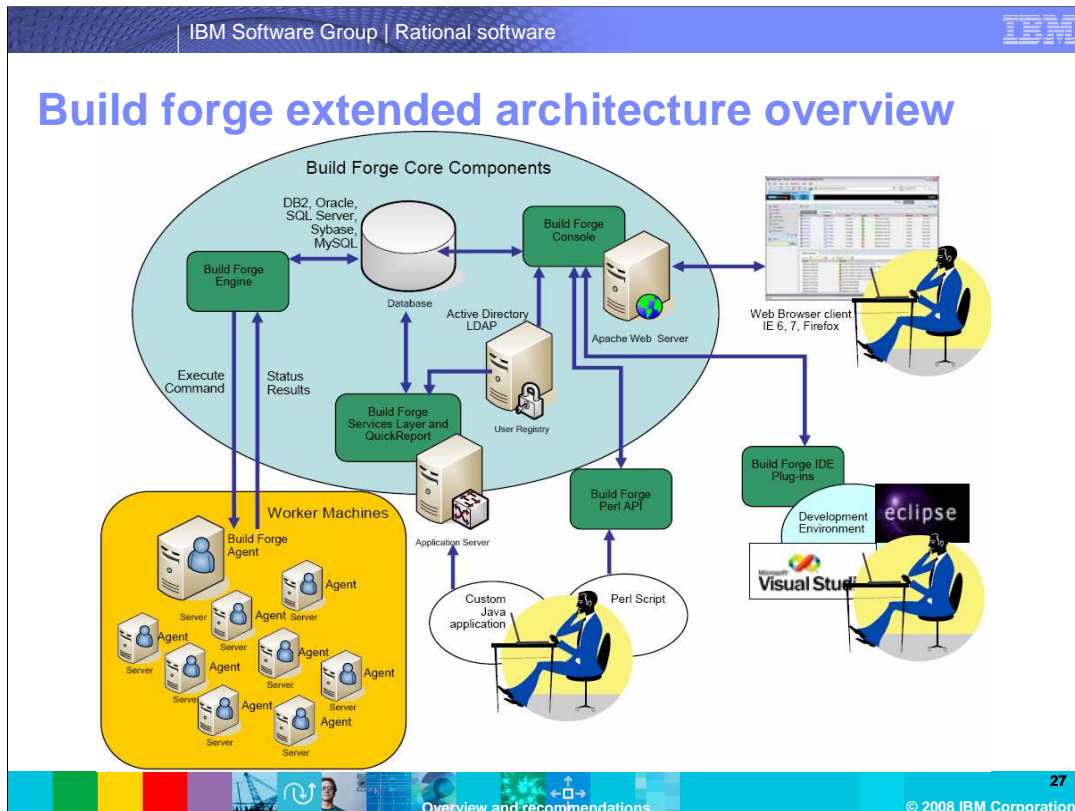 IBM Software Group | Rational software
IBM
Build forge extended architecture overview
Build Forge Core Components
DB2, Oracle,
SQL Server,
Sybase,
MySQL
Build Forge
Engine
Database
Build Forge
Console
Active Directory
LDAP
Apache Web Server
Web Browser client
IE 6, 7, Firefox
Execute
Command
Status
Results
Build Forge
Services Layer and
QuickReport
User Registry
Application Server
Build Forge
Perl API
Build Forge IDE
Plug-ins
Development
Environment
eclipse
Microsoft
Visual Studi
Custom
Java
application
Perl Script
Worker Machines
Build Forge
Agent
Server
Agent
Server
Agent
Server
Agent
Server
Agent
Server
Agent
Server
Agent
Server
Agent
Server
Agent
Server
27
Overview and recommendations
© 2008 IBM Corporation